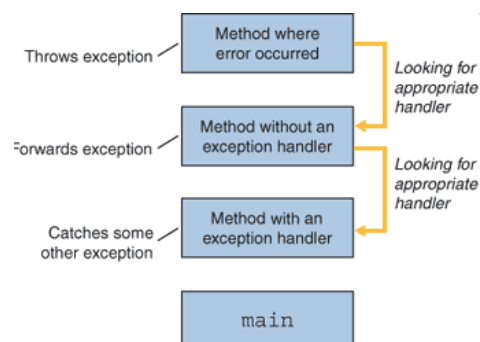 Method where
error occurred
Throws exception
Looking for
appropriate
handler
Method without an
exception handler
Forwards exception
Looking for
appropriate
handler
Method with an
exception handler
Catches some
other exception
main